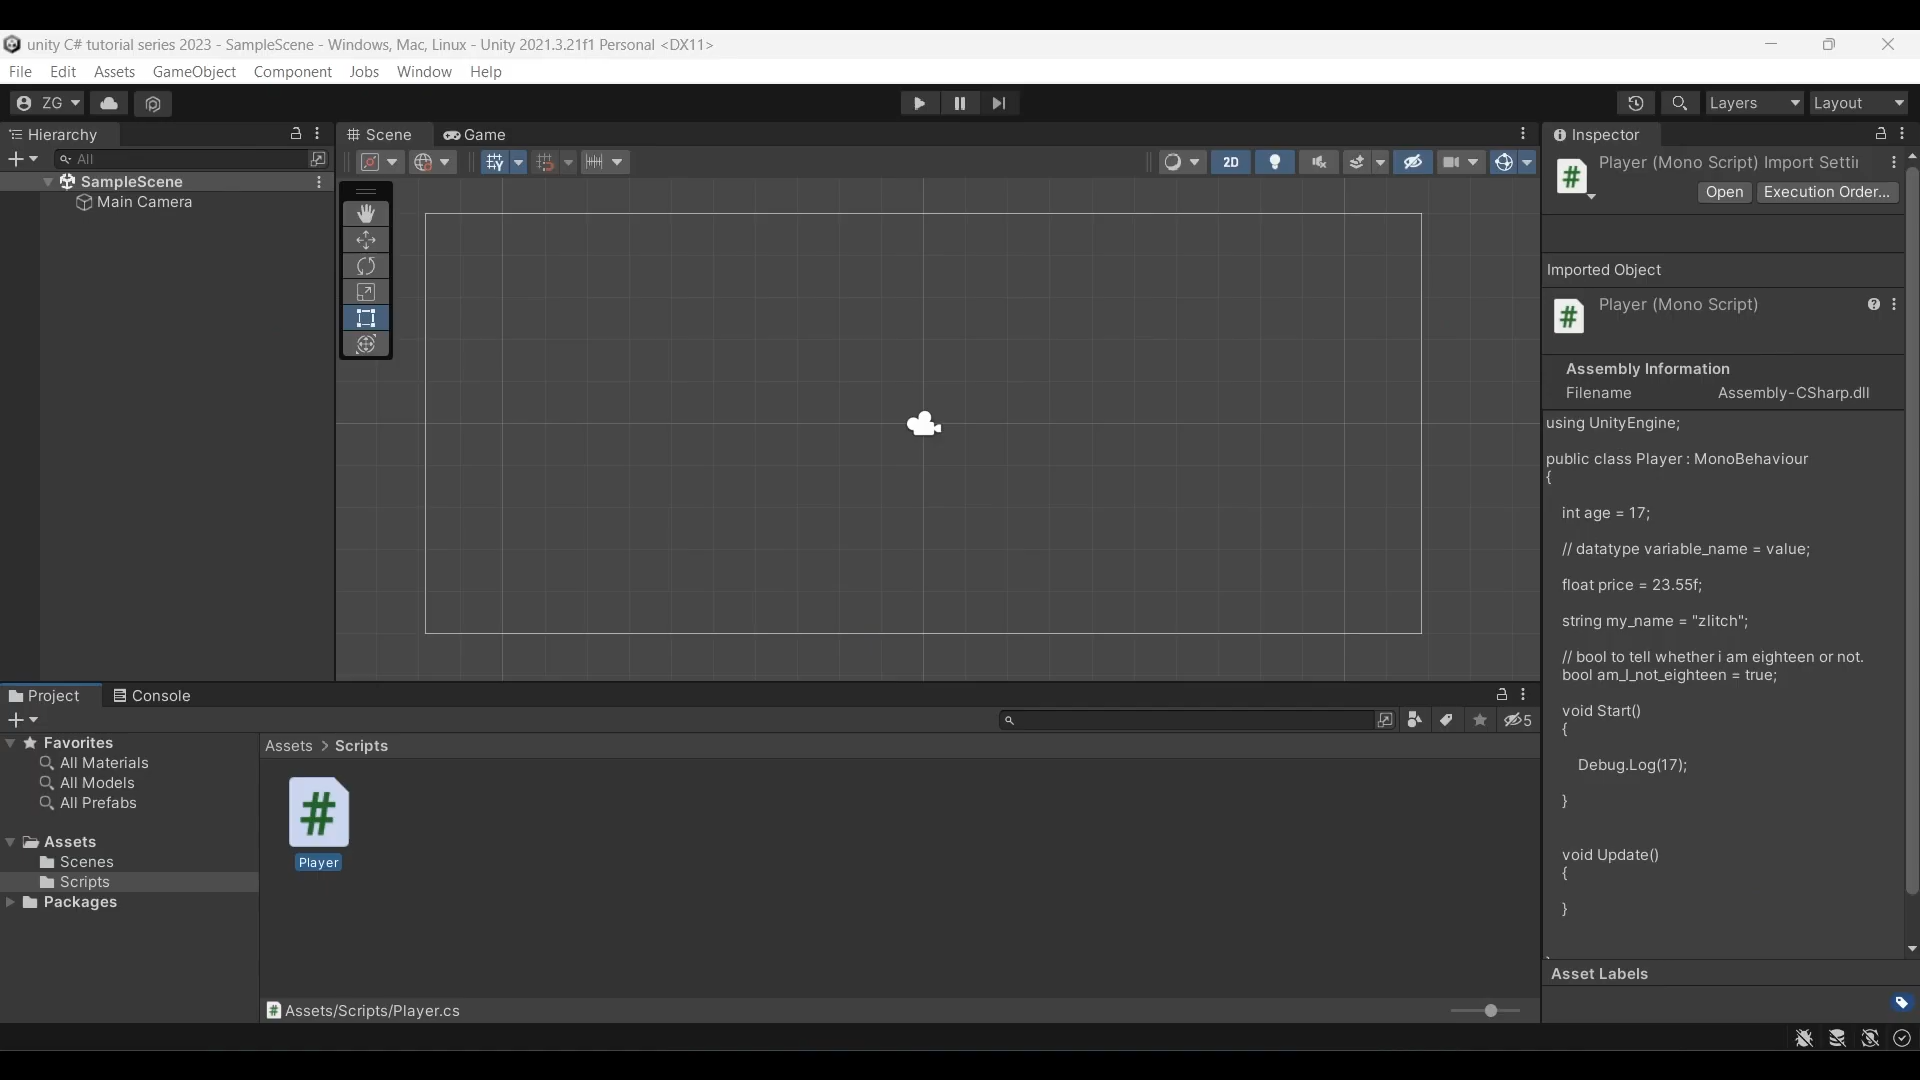 unity C# tutorial series 2023 - SampleScene - Windows, Mac, Linux - Unity 2021.3.21f1 Personal <DX11>
File Edit Assets GameObject Component Jobs Window Help
ZG Layers Layout
Hierarchy
All
SampleScene
Main Camera
Scene Game
2D
Inspector
Player (Mono Script) Import Settin
Open Execution Order...
Imported Object
Player (Mono Script)
Assembly Information
Filename Assembly-CSharp.dll
using UnityEngine;
public class Player : MonoBehaviour
{
int age = 17;
// datatype variable_name = value;
float price = 23.55f;
string my_name = "zlitch";
// bool to tell whether i am eighteen or not.
bool am_I_not_eighteen = true;
void Start()
{
Debug.Log(17);
}
void Update()
{
}
Asset Labels
Project Console
5
Favorites
All Materials
All Models
All Prefabs
Assets
Scenes
Scripts
Packages
Assets > Scripts
#
Player
Assets/Scripts/Player.cs